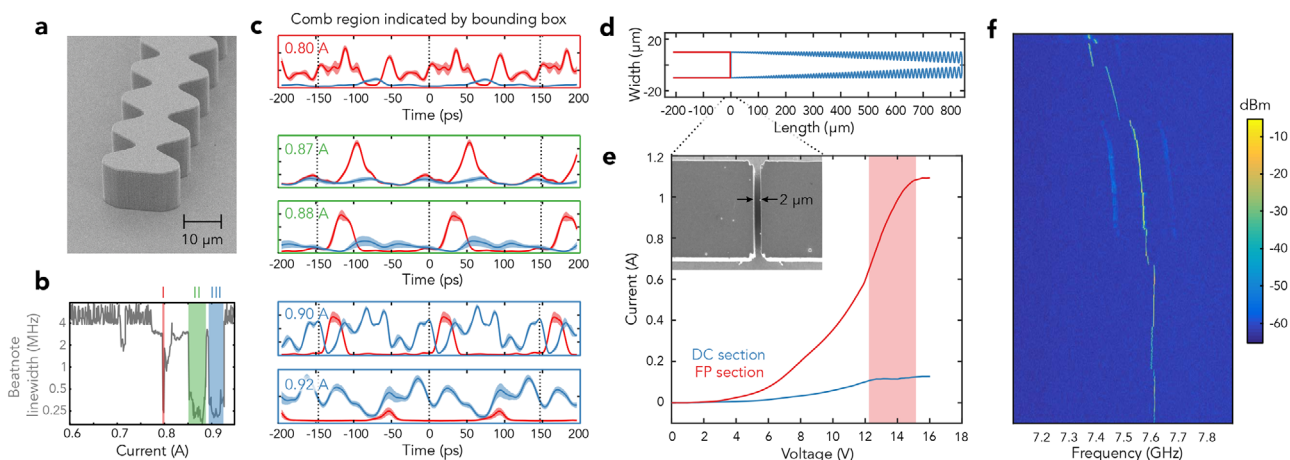 a
10 µm
b
I II III
Beatnote
linewidth (MHz)
4
2
1
0.5
0.25
0.6 0.7 0.8 0.9
Current (A)
c
Comb region indicated by bounding box
0.80 A
-200 -150 -100 -50 0 50 100 150 200
Time (ps)
0.87 A
0.88 A
-200 -150 -100 -50 0 50 100 150 200
Time (ps)
0.90 A
0.92 A
-200 -150 -100 -50 0 50 100 150 200
Time (ps)
d
Width (µm)
20
0
-20
-200 -100 0 100 200 300 400 500 600 700 800
Length (µm)
e
Current (A)
1.2
1
0.8
0.6
0.4
0.2
0
2 µm
DC section
FP section
0 2 4 6 8 10 12 14 16 18
Voltage (V)
f
7.2 7.3 7.4 7.5 7.6 7.7 7.8
Frequency (GHz)
dBm
-10
-20
-30
-40
-50
-60